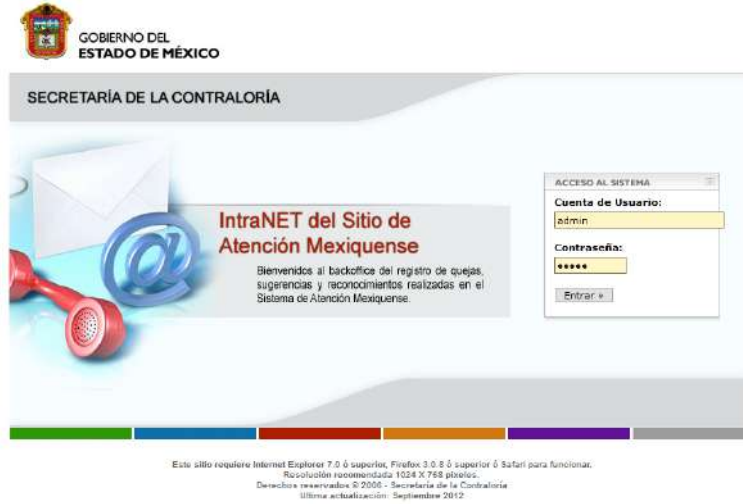 GOBIERNO DEL
ESTADO DE MÉXICO
SECRETARÍA DE LA CONTRALORÍA
IntraNET del Sitio de
Atención Mexiquense
Bienvenidos al backoffice del registro de quejas,
sugerencias y reconocimientos realizadas en el
Sistema de Atención Mexiquense.
ACCESO AL SISTEMA
Cuenta de Usuario:
admin
Contraseña:
•••••
Entrar »
Este sitio requiere Internet Explorer 7.0 ó superior, Firefox 3.0.8 ó superior ó Safari para funcionar.
Resolución recomendada 1024 X 768 pixeles.
Derechos reservados © 2006 - Secretaría de la Contraloría
Ultima actualización: Septiembre 2012